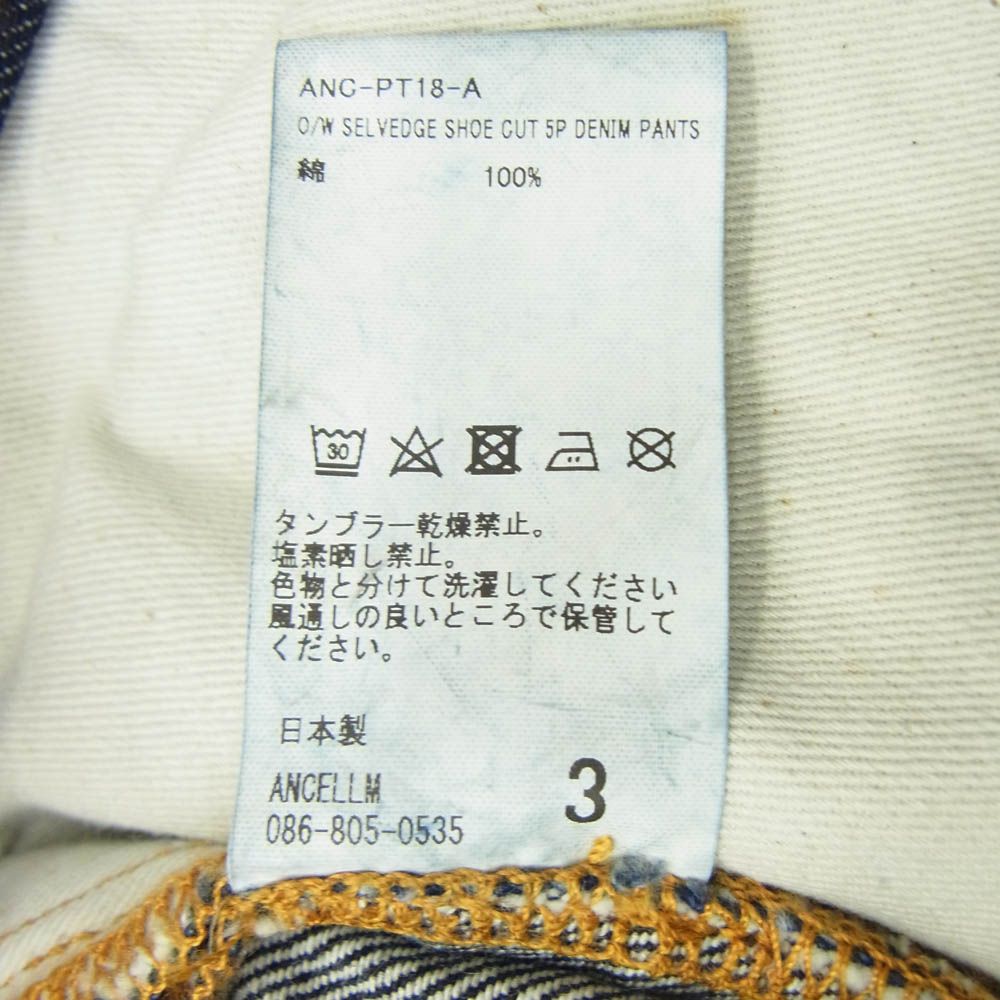 ANC-PT18-A
O/W SELVEDGE SHOE CUT 5P DENIM PANTS
綿 100%
30
タンブラー乾燥禁止。
塩素晒し禁止。
色物と分けて洗濯してください
風通しの良いところで保管して
ください。
日本製
ANCELLM 3
086-805-0535